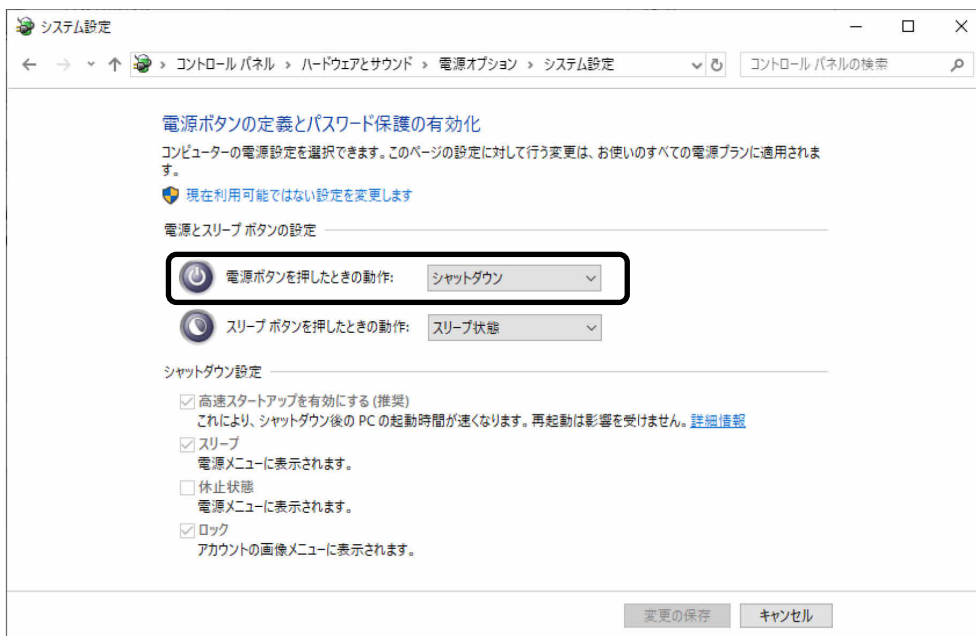 システム設定
コントロール パネル › ハードウェアとサウンド › 電源オプション › システム設定
コントロール パネルの検索
電源ボタンの定義とパスワード保護の有効化
コンピューターの電源設定を選択できます。このページの設定に対して行う変更は、お使いのすべての電源プランに適用されま
す。
現在利用可能ではない設定を変更します
電源とスリープ ボタンの設定
電源ボタンを押したときの動作: シャットダウン
スリープ ボタンを押したときの動作: スリープ状態
シャットダウン設定
高速スタートアップを有効にする (推奨)
これにより、シャットダウン後の PC の起動時間が速くなります。再起動は影響を受けません。詳細情報
スリープ
電源メニューに表示されます。
休止状態
電源メニューに表示されます。
ロック
アカウントの画像メニューに表示されます。
変更の保存 キャンセル